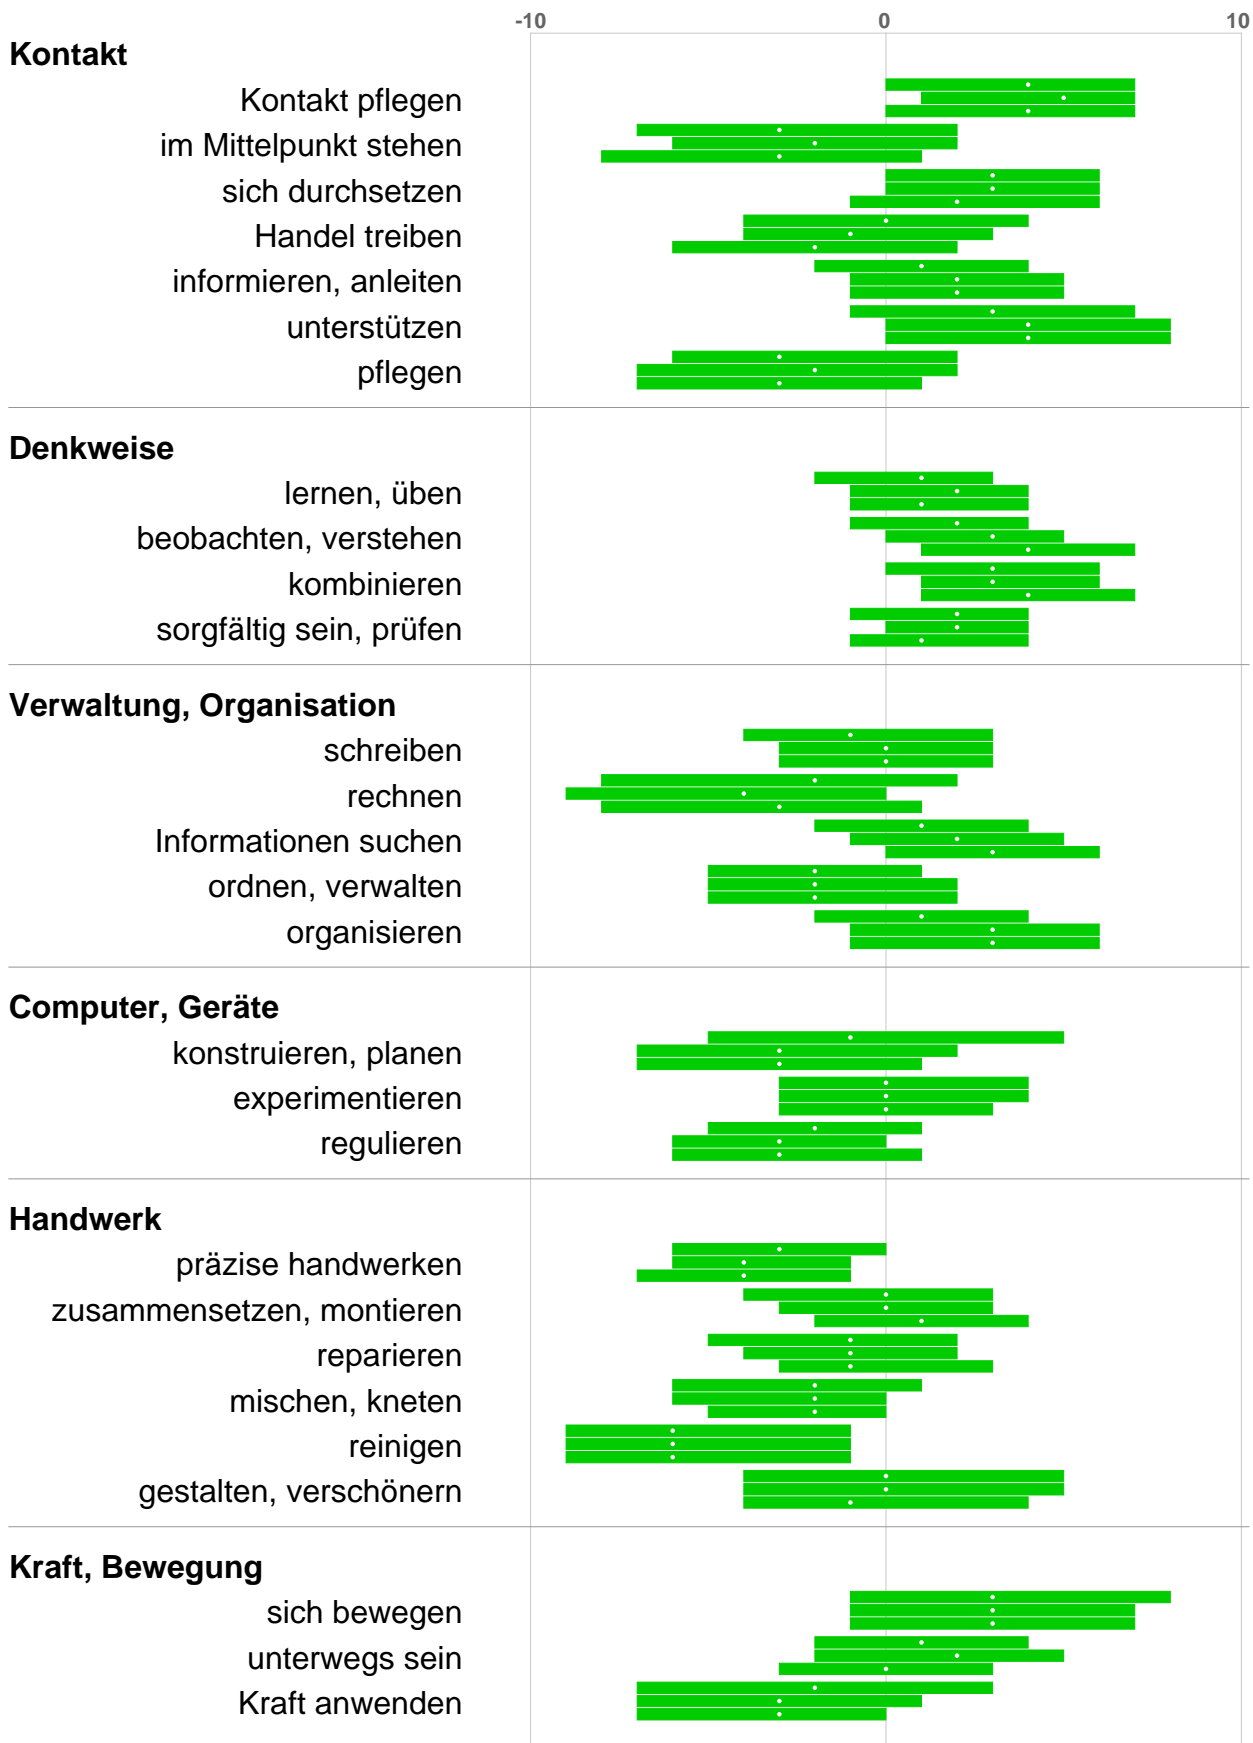 -10 0 10
Kontakt
Kontakt pflegen
im Mittelpunkt stehen
sich durchsetzen
Handel treiben
informieren, anleiten
unterstützen
pflegen
Denkweise
lernen, üben
beobachten, verstehen
kombinieren
sorgfältig sein, prüfen
Verwaltung, Organisation
schreiben
rechnen
Informationen suchen
ordnen, verwalten
organisieren
Computer, Geräte
konstruieren, planen
experimentieren
regulieren
Handwerk
präzise handwerken
zusammensetzen, montieren
reparieren
mischen, kneten
reinigen
gestalten, verschönern
Kraft, Bewegung
sich bewegen
unterwegs sein
Kraft anwenden